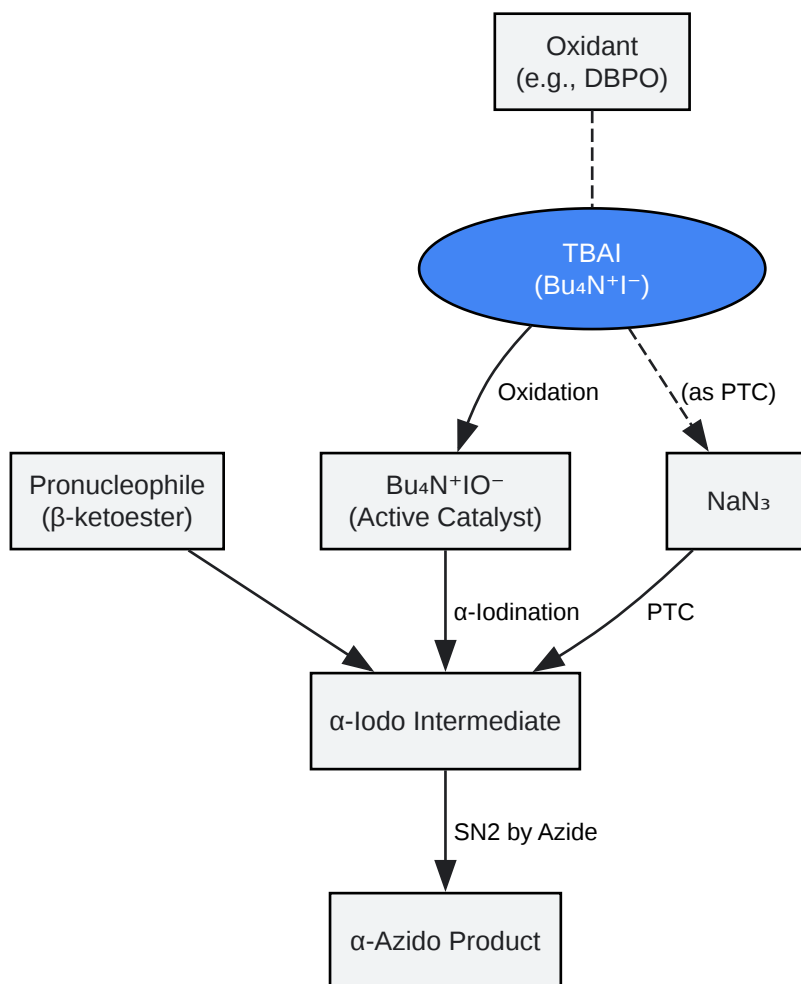 Oxidant
(e.g., DBPO)
TBAI
(Bu₄N⁺I⁻)
Oxidation
(as PTC)
Pronucleophile
(β-ketoester)
Bu₄N⁺IO⁻
(Active Catalyst)
NaN₃
α-Iodination
PTC
α-Iodo Intermediate
SN2 by Azide
α-Azido Product